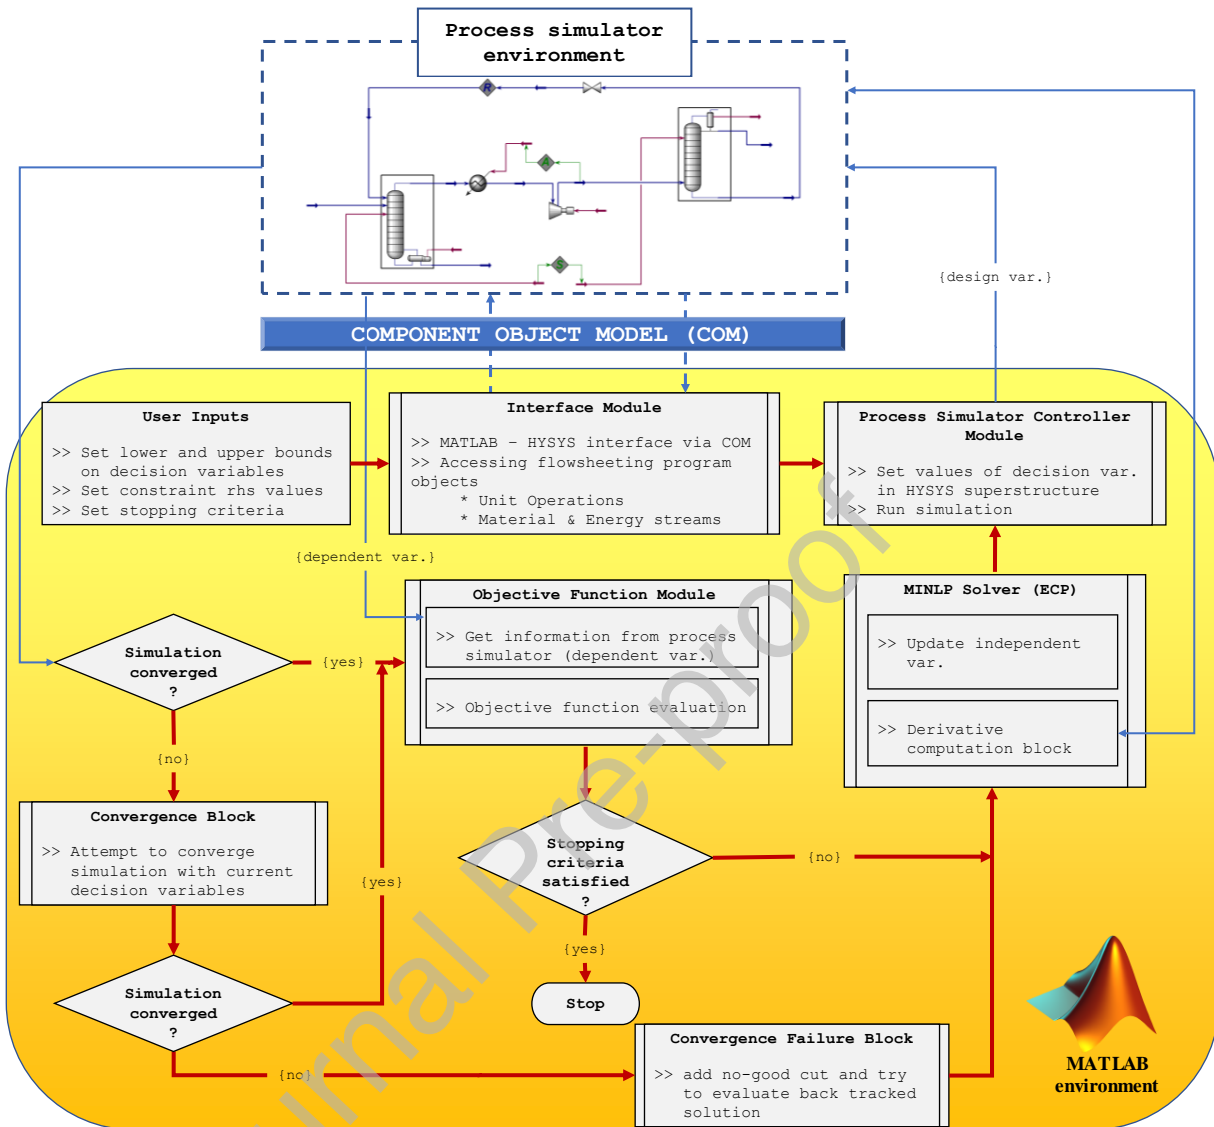 Process simulator
environment
R
A
S
{design var.}
COMPONENT OBJECT MODEL (COM)
User Inputs
>> Set lower and upper bounds
on decision variables
>> Set constraint rhs values
>> Set stopping criteria
Interface Module
>> MATLAB – HYSYS interface via COM
>> Accessing flowsheeting program
objects
* Unit Operations
* Material & Energy streams
Process Simulator Controller
Module
>> Set values of decision var.
in HYSYS superstructure
>> Run simulation
{dependent var.}
Objective Function Module
>> Get information from process
simulator (dependent var.)
>> Objective function evaluation
MINLP Solver (ECP)
>> Update independent
var.
>> Derivative
computation block
Simulation
converged
?
{yes}
{no}
Convergence Block
>> Attempt to converge
simulation with current
decision variables
{yes}
Stopping
criteria
satisfied
?
{no}
{yes}
Stop
Simulation
converged
?
{no}
Convergence Failure Block
>> add no-good cut and try
to evaluate back tracked
solution
MATLAB
environment
urnal Pre-proof